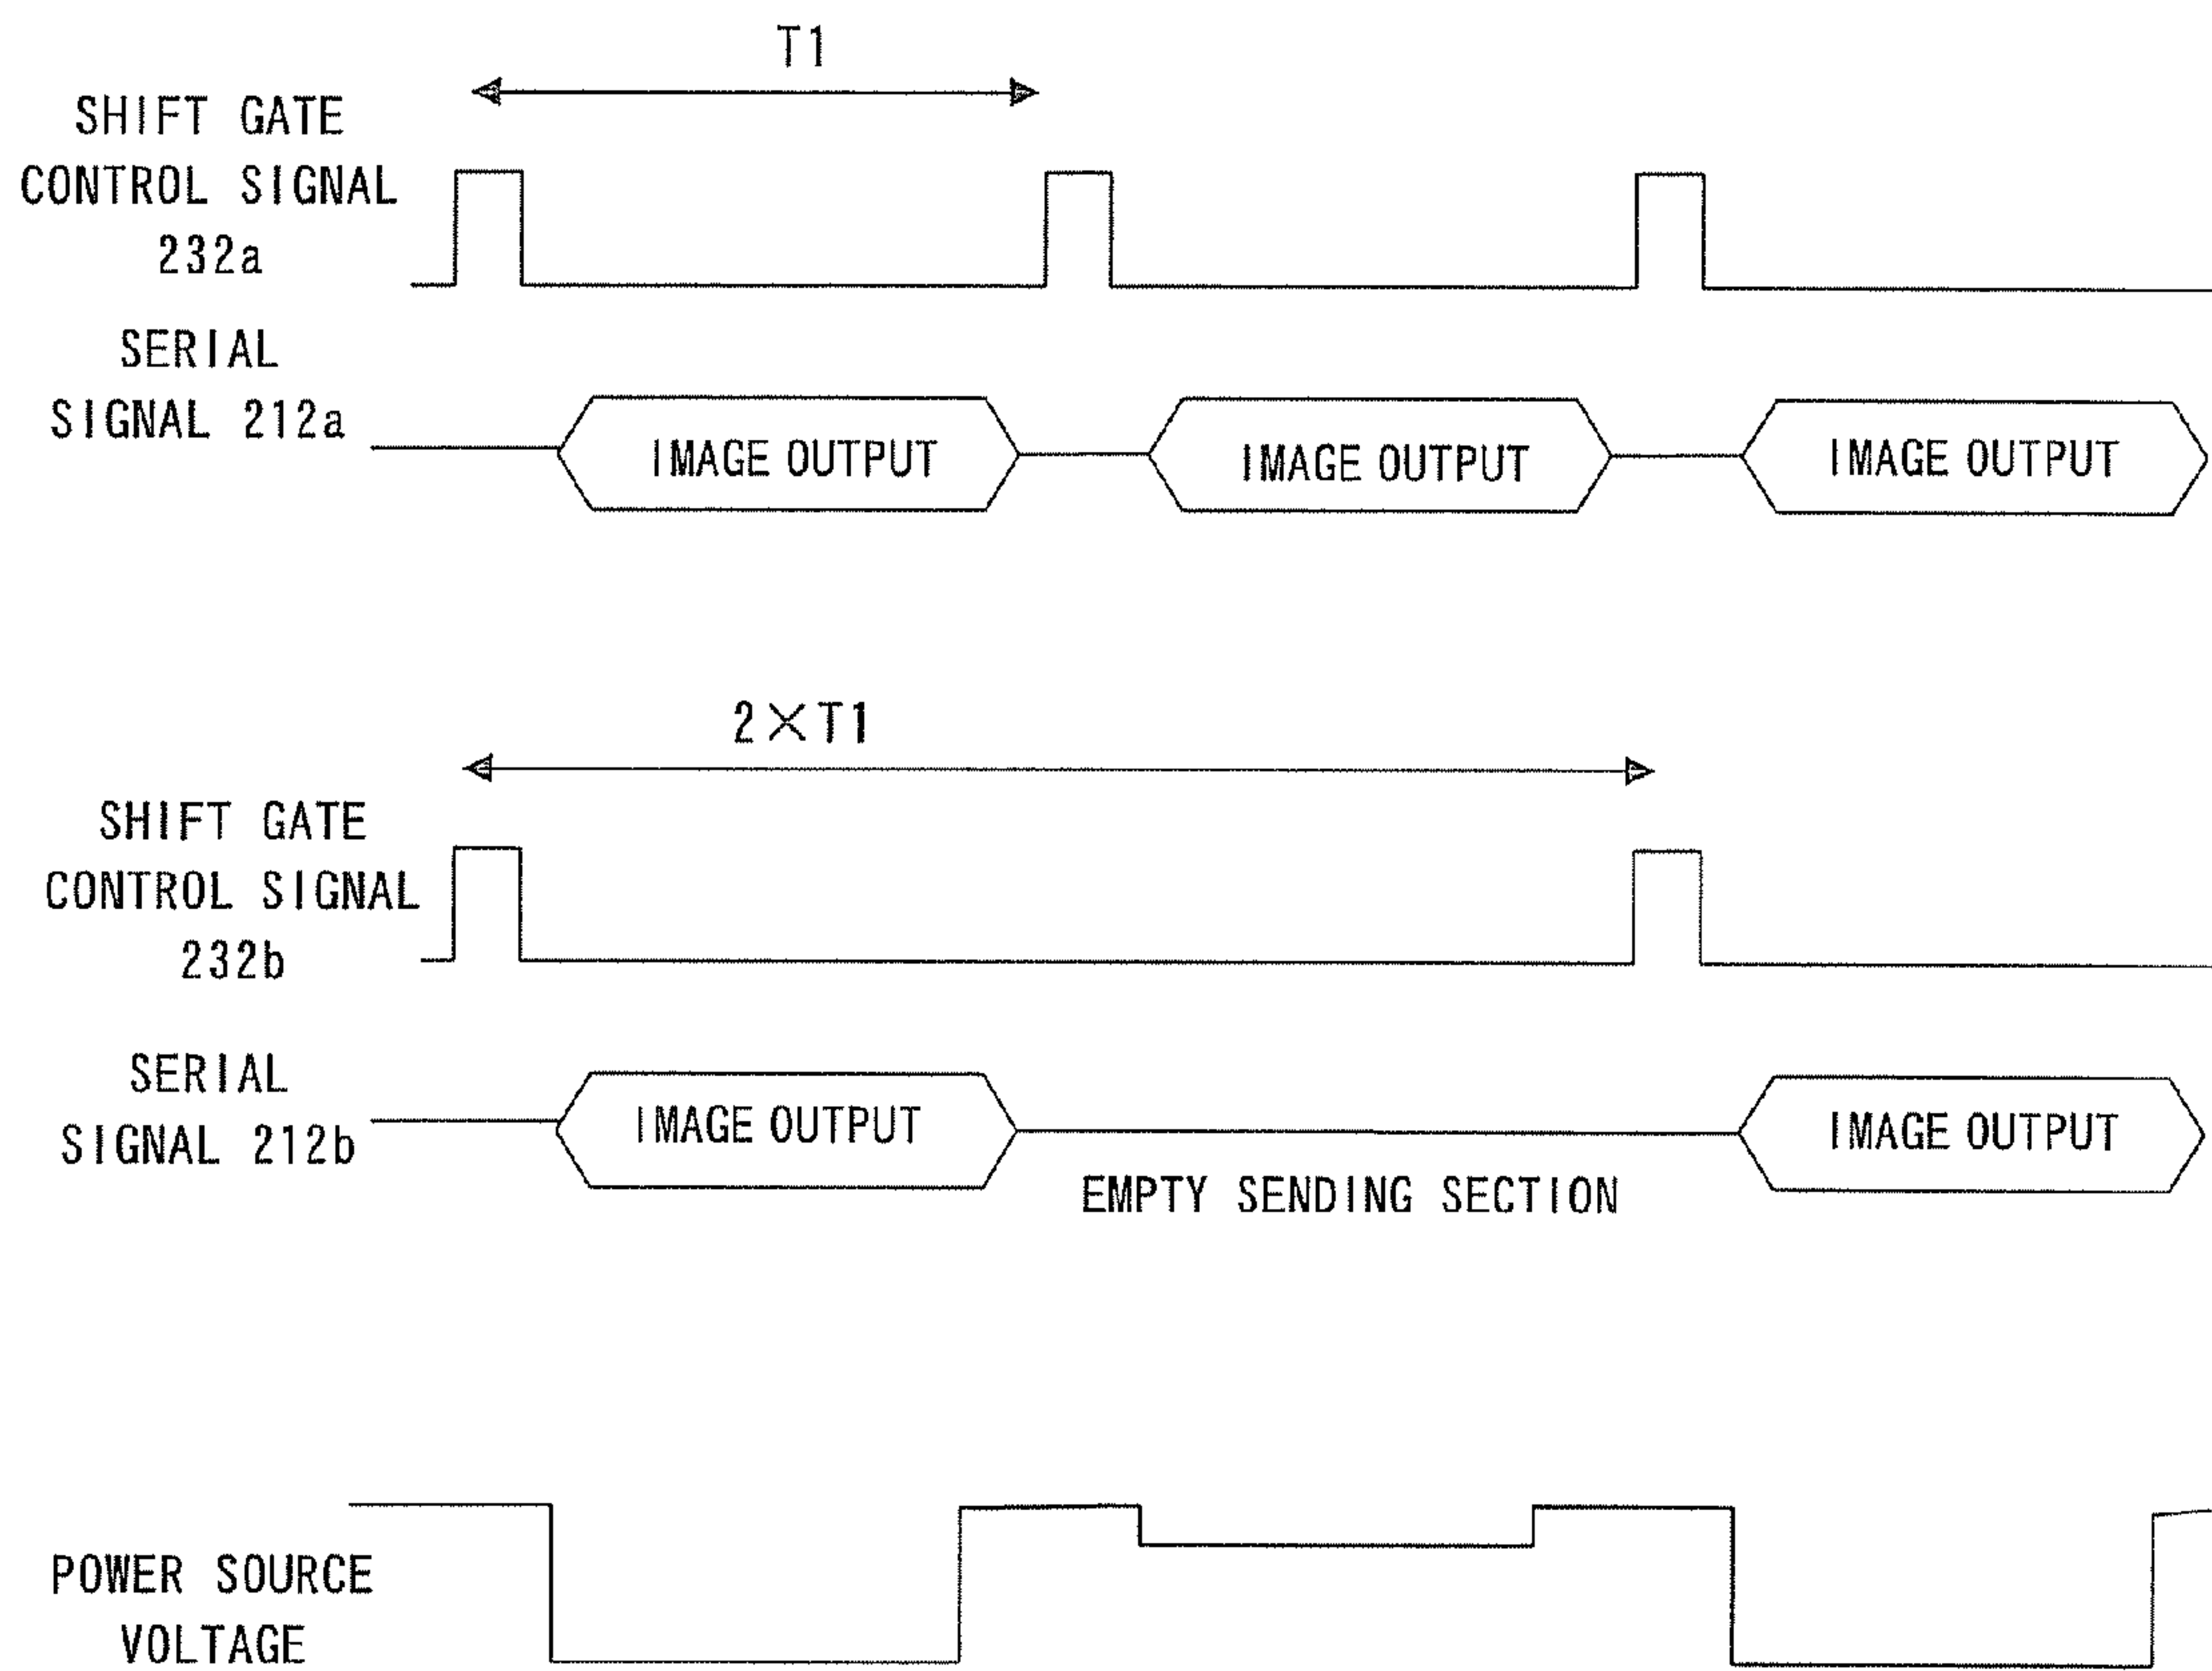 T1
SHIFT GATE
CONTROL SIGNAL
232a
SERIAL
SIGNAL 212a
IMAGE OUTPUT
IMAGE OUTPUT
IMAGE OUTPUT
2×T1
SHIFT GATE
CONTROL SIGNAL
232b
SERIAL
SIGNAL 212b
IMAGE OUTPUT
IMAGE OUTPUT
EMPTY SENDING SECTION
POWER SOURCE
VOLTAGE